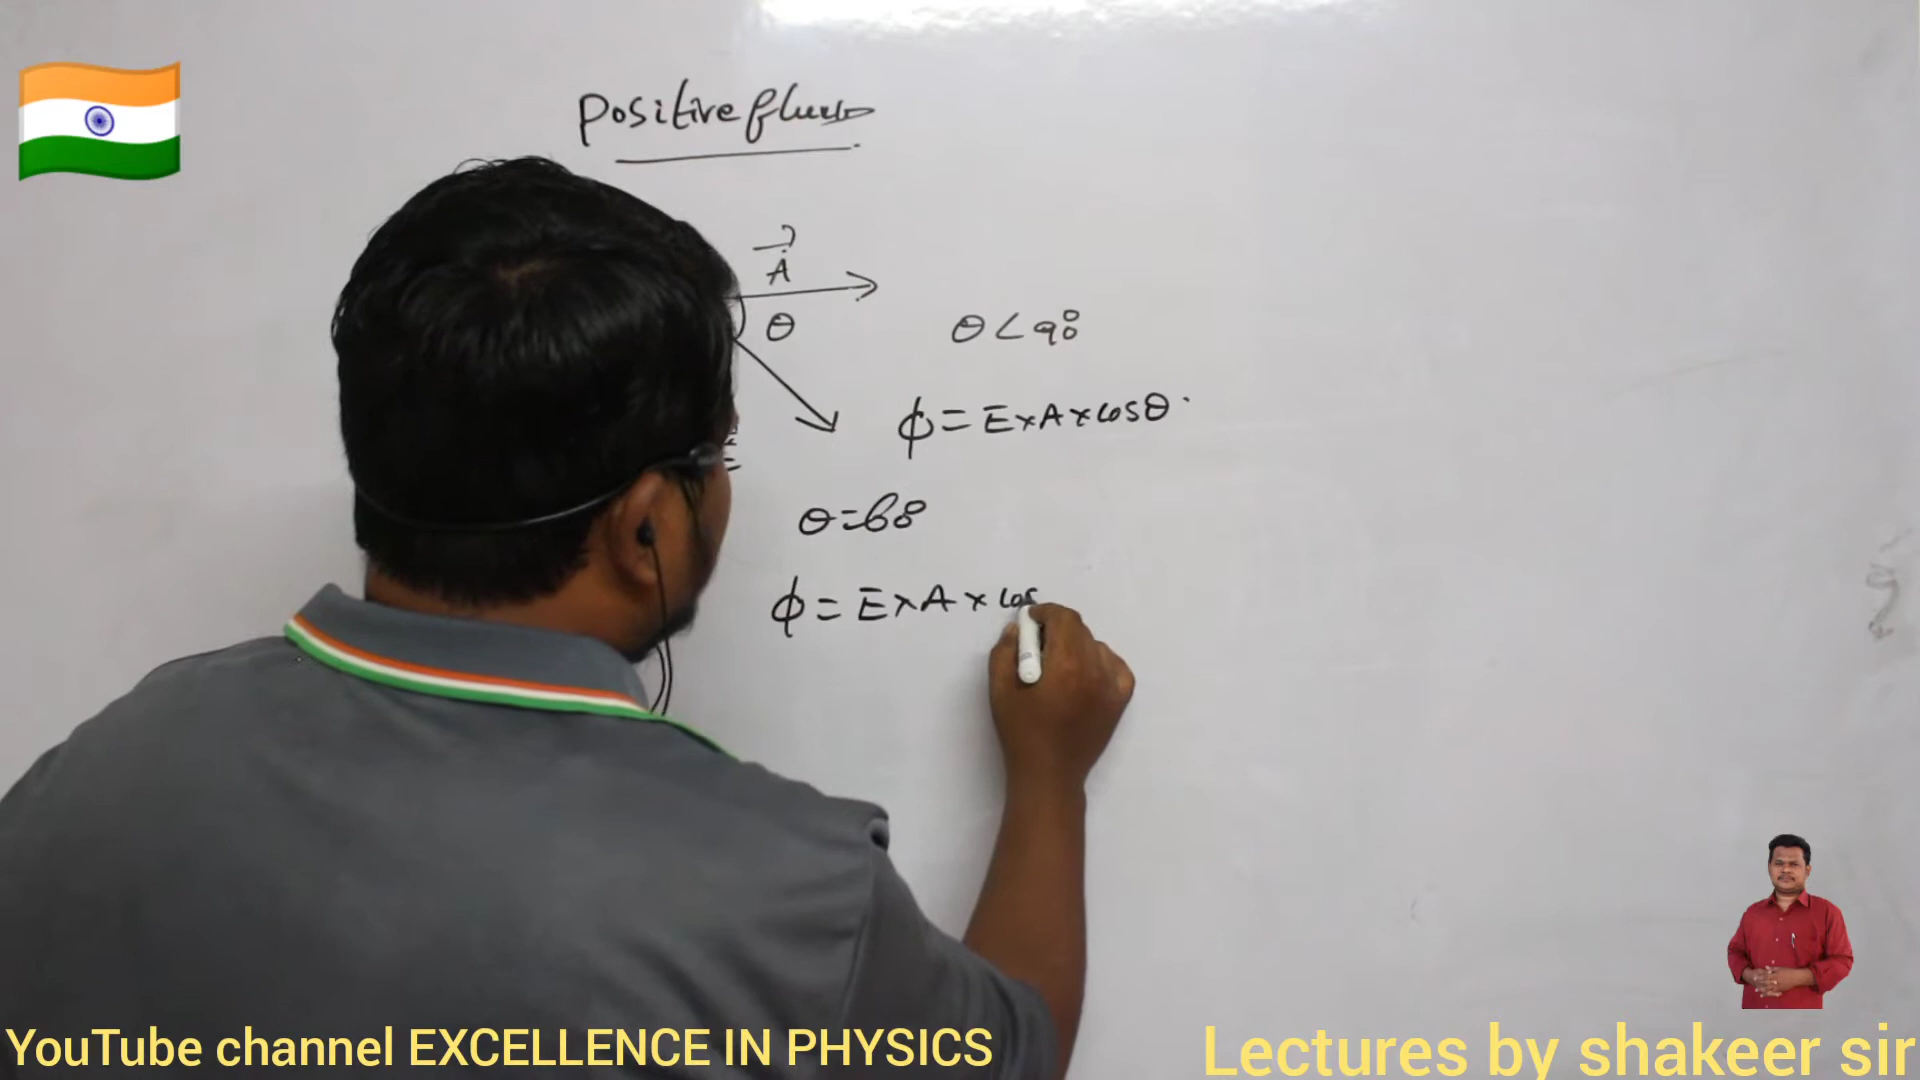 Positive flux
A
θ
θ < 90°
ϕ = E × A × cosθ
θ = 60°
ϕ = E × A × cos
YouTube channel EXCELLENCE IN PHYSICS
Lectures by shakeer sir